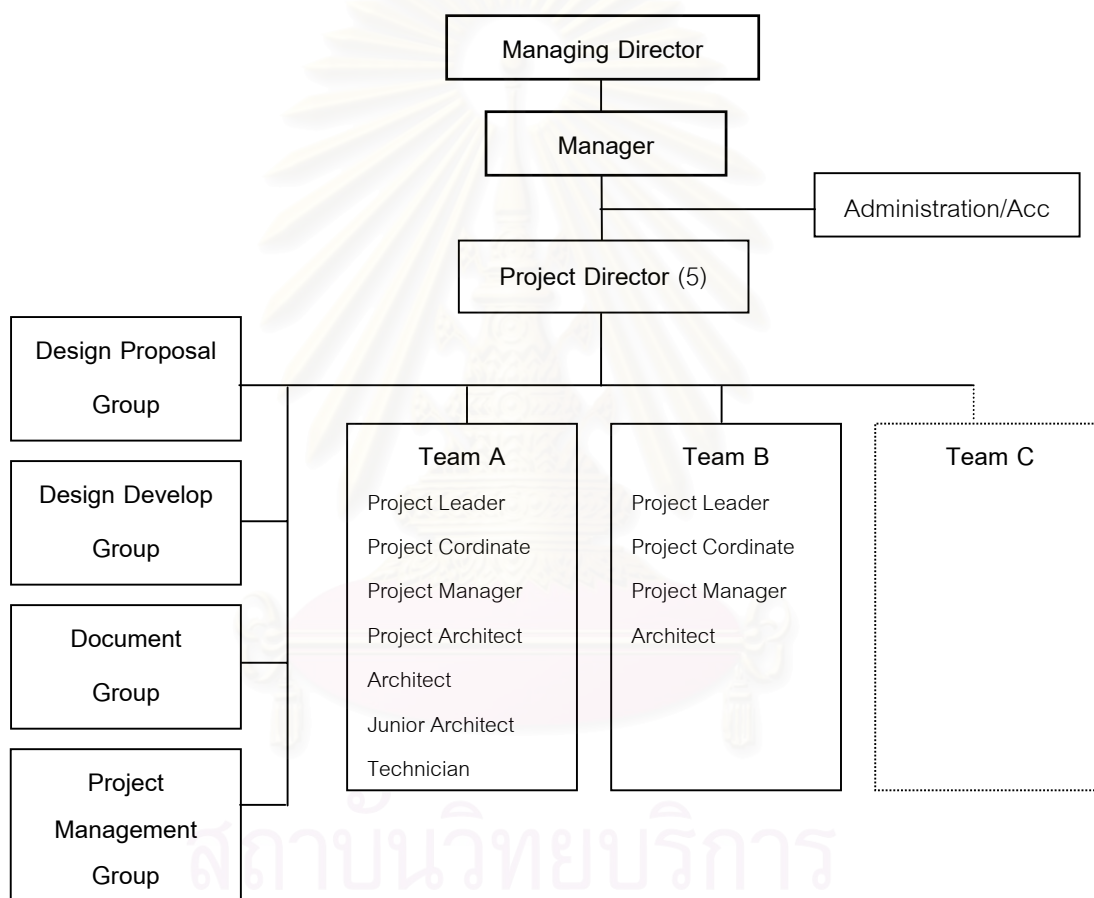 Managing Director
Manager
Administration/Acc
Project Director (5)
Design Proposal
Group
Design Develop
Group
Document
Group
Project
Management
Group
Team A
Project Leader
Project Cordinate
Project Manager
Project Architect
Architect
Junior Architect
Technician
Team B
Project Leader
Project Cordinate
Project Manager
Architect
Team C
สถาบันวิทยบริการ